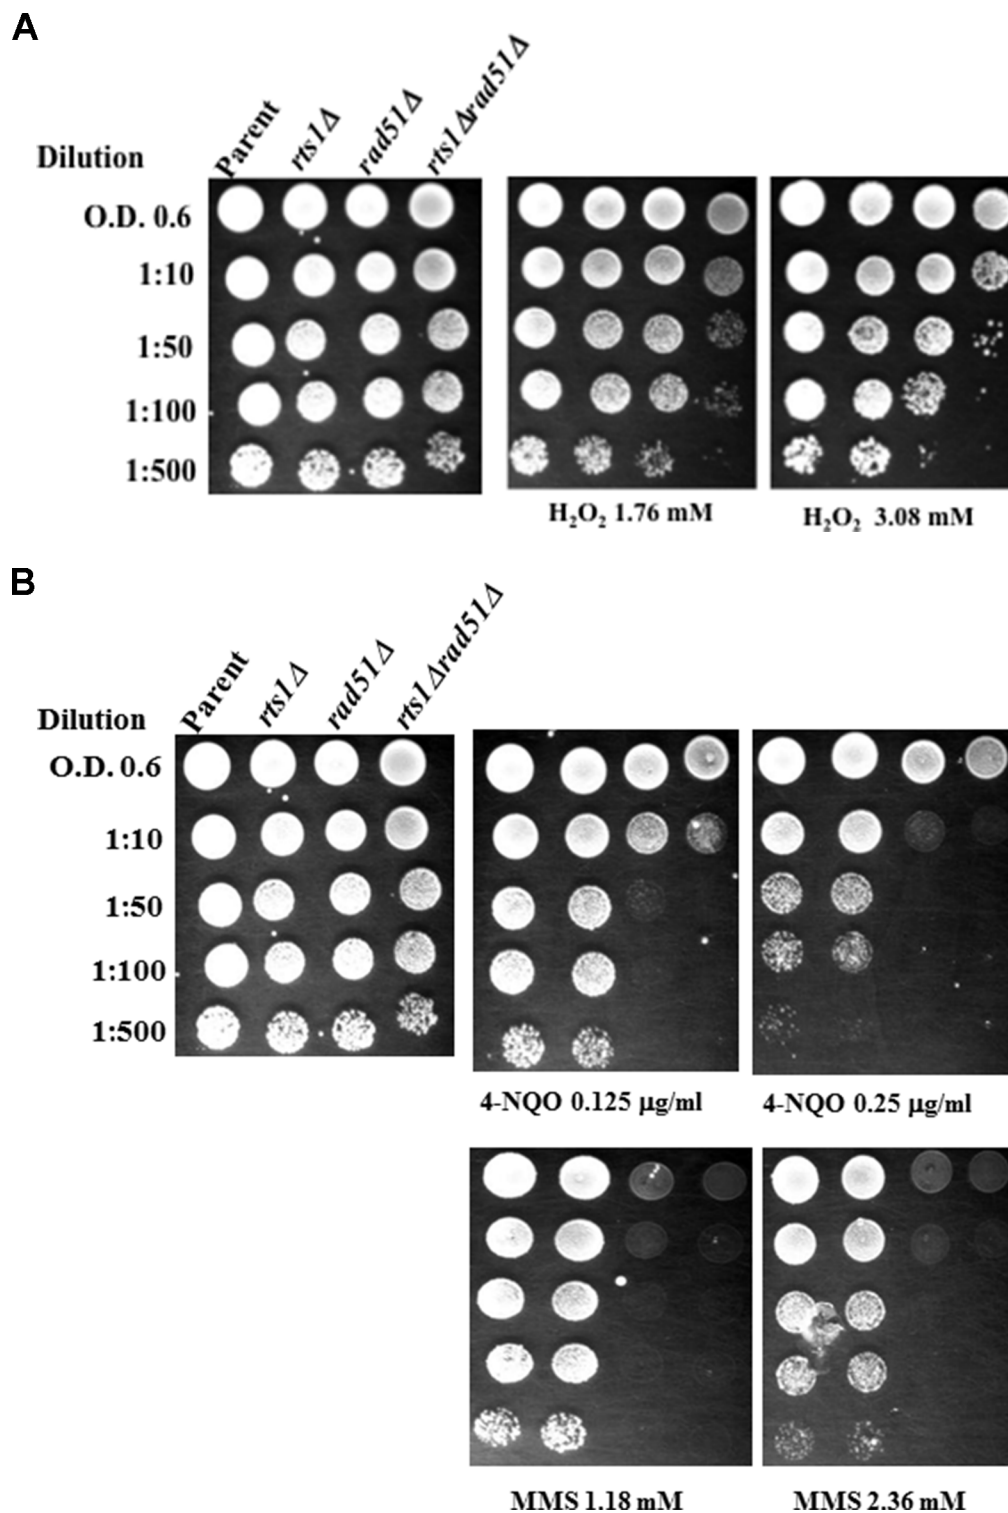 A
Parent rts1Δ rad51Δ rts1Δrad51Δ
Dilution
O.D. 0.6
1:10
1:50
1:100
1:500
H₂O₂ 1.76 mM
H₂O₂ 3.08 mM
B
Parent rts1Δ rad51Δ rts1Δrad51Δ
Dilution
O.D. 0.6
1:10
1:50
1:100
1:500
4-NQO 0.125 µg/ml
4-NQO 0.25 µg/ml
MMS 1.18 mM
MMS 2.36 mM